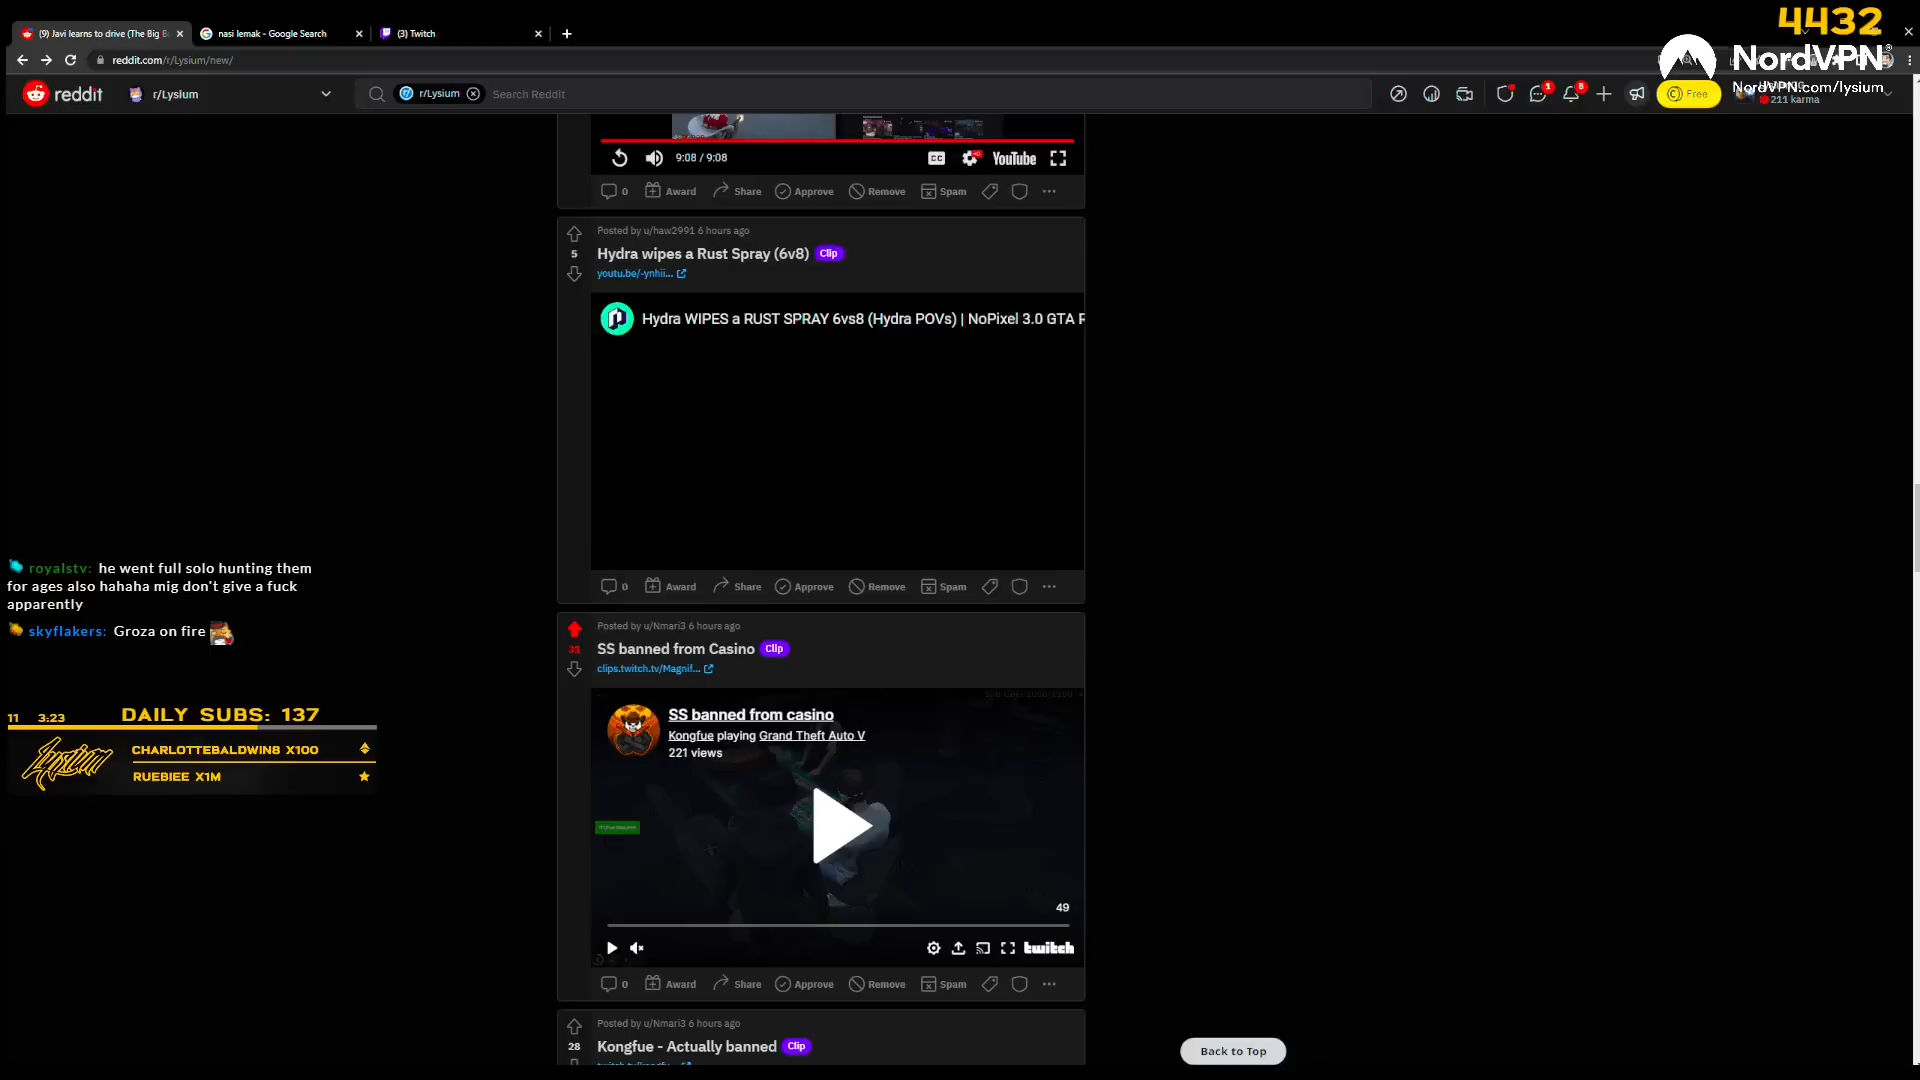 4432
(9) Javi learns to drive (The Big B
nasi lemak - Google Search
(3) Twitch
reddit.com/r/Lysium/new/
NordVPN
NordVPN.com/lysium
reddit
r/Lysium
r/Lysium
Search Reddit
1
8
Free
211 karma
9:08 / 9:08
CC
YouTube
0
Award
Share
Approve
Remove
Spam
Posted by u/haw2991 6 hours ago
5
Hydra wipes a Rust Spray (6v8)
Clip
youtu.be/-ynhii...
Hydra WIPES a RUST SPRAY 6vs8 (Hydra POVs) | NoPixel 3.0 GTA R
0
Award
Share
Approve
Remove
Spam
royalstv: he went full solo hunting them
for ages also hahaha mig don't give a fuck
apparently
skyflakers: Groza on fire
Posted by u/Nmari3 6 hours ago
SS banned from Casino
Clip
clips.twitch.tv/Magnif...
SS banned from casino
Kongfue playing Grand Theft Auto V
221 views
49
twitch
11 3:23
DAILY SUBS: 137
Lysium
CHARLOTTEBALDWIN8 X100
RUEBIEE X1M
0
Award
Share
Approve
Remove
Spam
Posted by u/Nmari3 6 hours ago
28
Kongfue - Actually banned
Clip
Back to Top